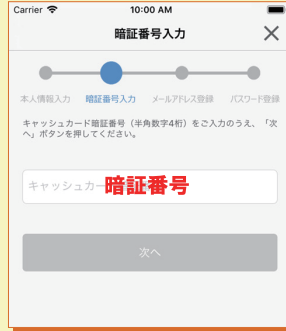 Carrier 10:00 AM
暗証番号入力
本人情報入力 暗証番号入力 メールアドレス登録 パスワード登録
キャッシュカード暗証番号（半角数字4桁）をご入力のうえ、「次
へ」ボタンを押してください。
キャッシュカー
暗証番号
次へ